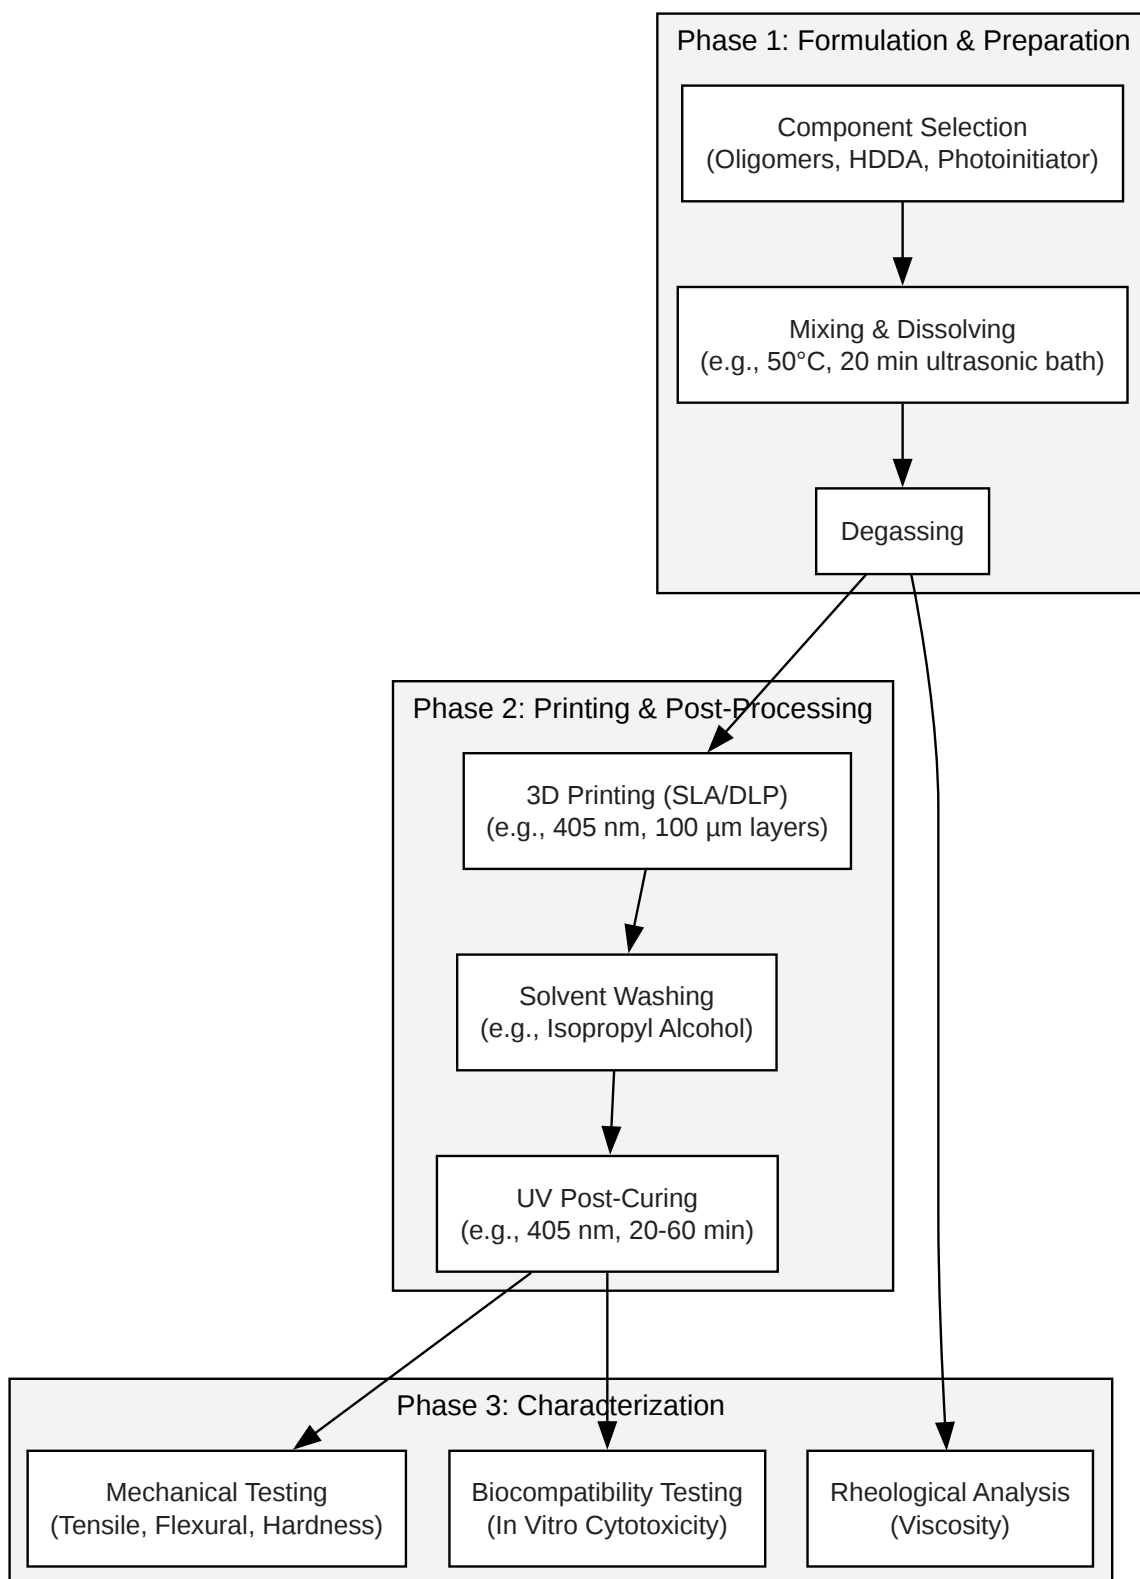 Phase 1: Formulation & Preparation
Component Selection
(Oligomers, HDDA, Photoinitiator)
Mixing & Dissolving
(e.g., 50°C, 20 min ultrasonic bath)
Degassing
Phase 2: Printing & Post-Processing
3D Printing (SLA/DLP)
(e.g., 405 nm, 100 µm layers)
Solvent Washing
(e.g., Isopropyl Alcohol)
UV Post-Curing
(e.g., 405 nm, 20-60 min)
Phase 3: Characterization
Mechanical Testing
(Tensile, Flexural, Hardness)
Biocompatibility Testing
(In Vitro Cytotoxicity)
Rheological Analysis
(Viscosity)